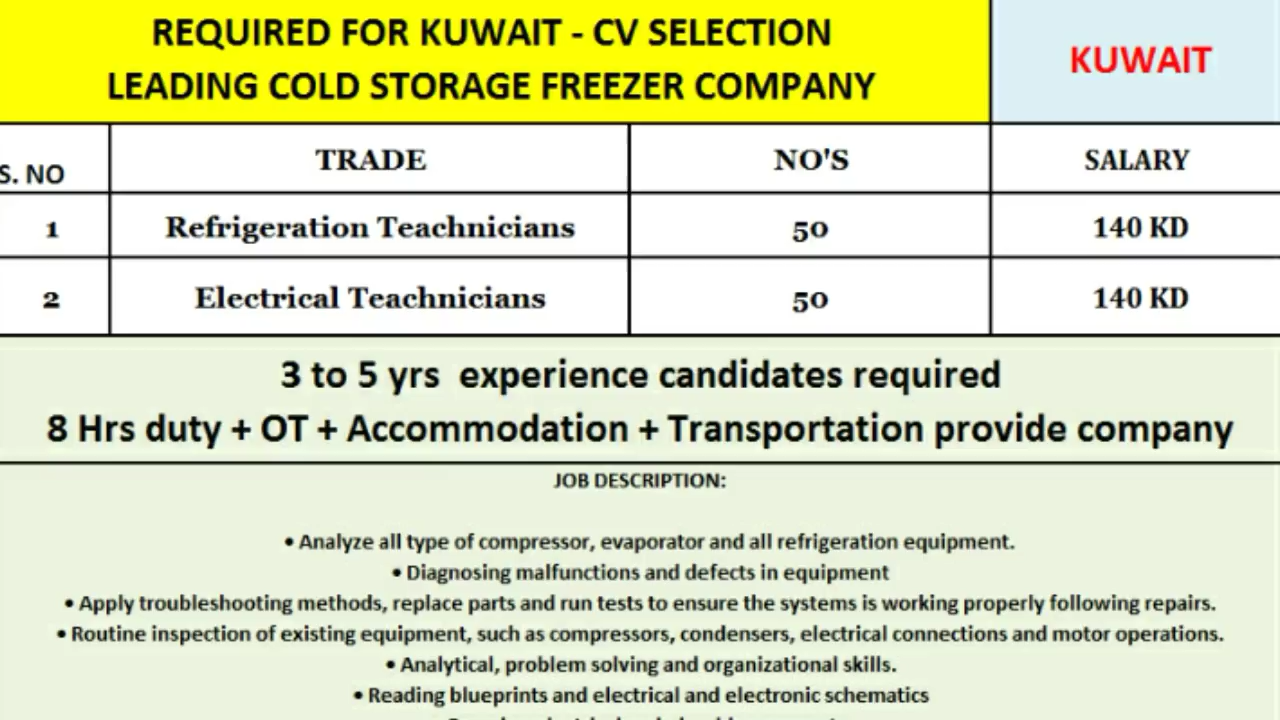 REQUIRED FOR KUWAIT - CV SELECTION
LEADING COLD STORAGE FREEZER COMPANY
KUWAIT
S. NO TRADE NO'S SALARY
1 Refrigeration Teachnicians 50 140 KD
2 Electrical Teachnicians 50 140 KD
3 to 5 yrs experience candidates required
8 Hrs duty + OT + Accommodation + Transportation provide company
JOB DESCRIPTION:
• Analyze all type of compressor, evaporator and all refrigeration equipment.
• Diagnosing malfunctions and defects in equipment
• Apply troubleshooting methods, replace parts and run tests to ensure the systems is working properly following repairs.
• Routine inspection of existing equipment, such as compressors, condensers, electrical connections and motor operations.
• Analytical, problem solving and organizational skills.
• Reading blueprints and electrical and electronic schematics